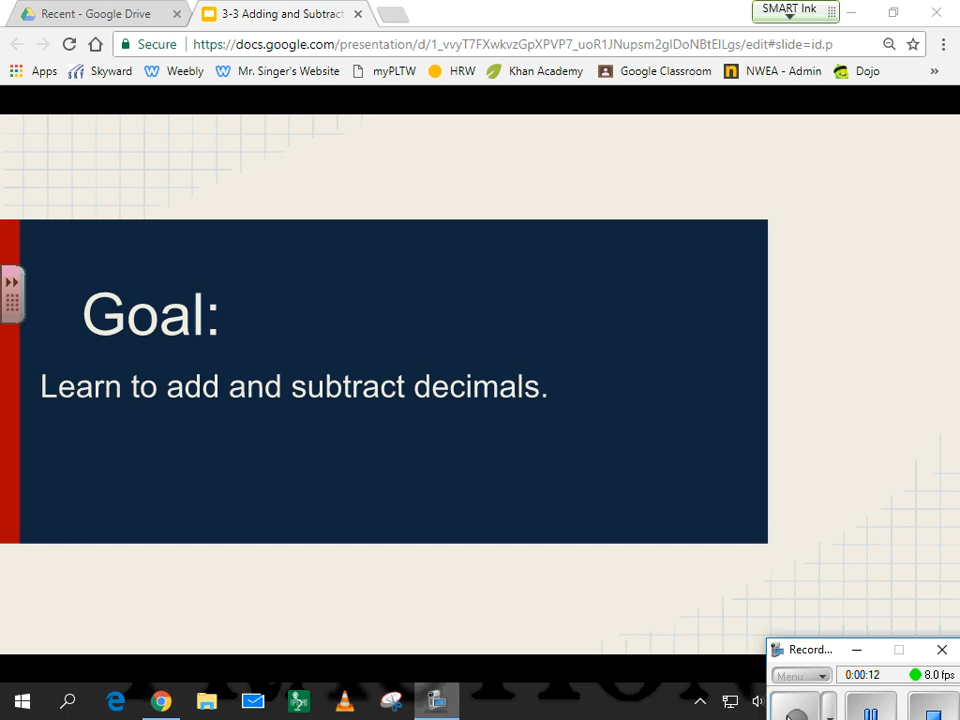 Recent - Google Drive
3-3 Adding and Subtract
SMART Ink
Secure
https://docs.google.com/presentation/d/1_vvyT7FXwkvzGpXPVP7_uoR1JNupsm2glDoNBtElLgs/edit#slide=id.p
Apps
Skyward
Weebly
Mr. Singer's Website
myPLTW
HRW
Khan Academy
Google Classroom
NWEA - Admin
Dojo
»
Goal:
Learn to add and subtract decimals.
Record...
Menu
0:00:12
8.0 fps